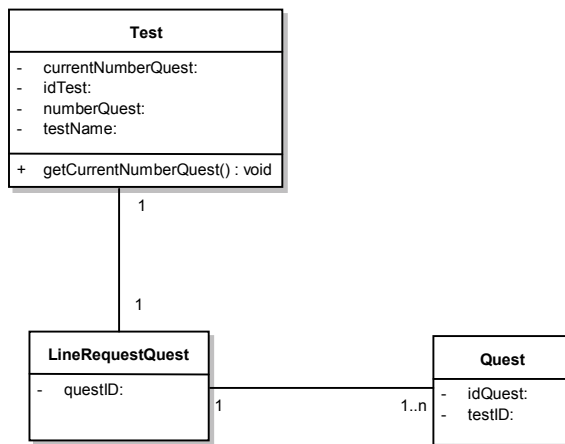 Test
- currentNumberQuest:
- idTest:
- numberQuest:
- testName:
+ getCurrentNumberQuest() : void
1
1
LineRequestQuest
- questID:
1
1..n
Quest
- idQuest:
- testID: